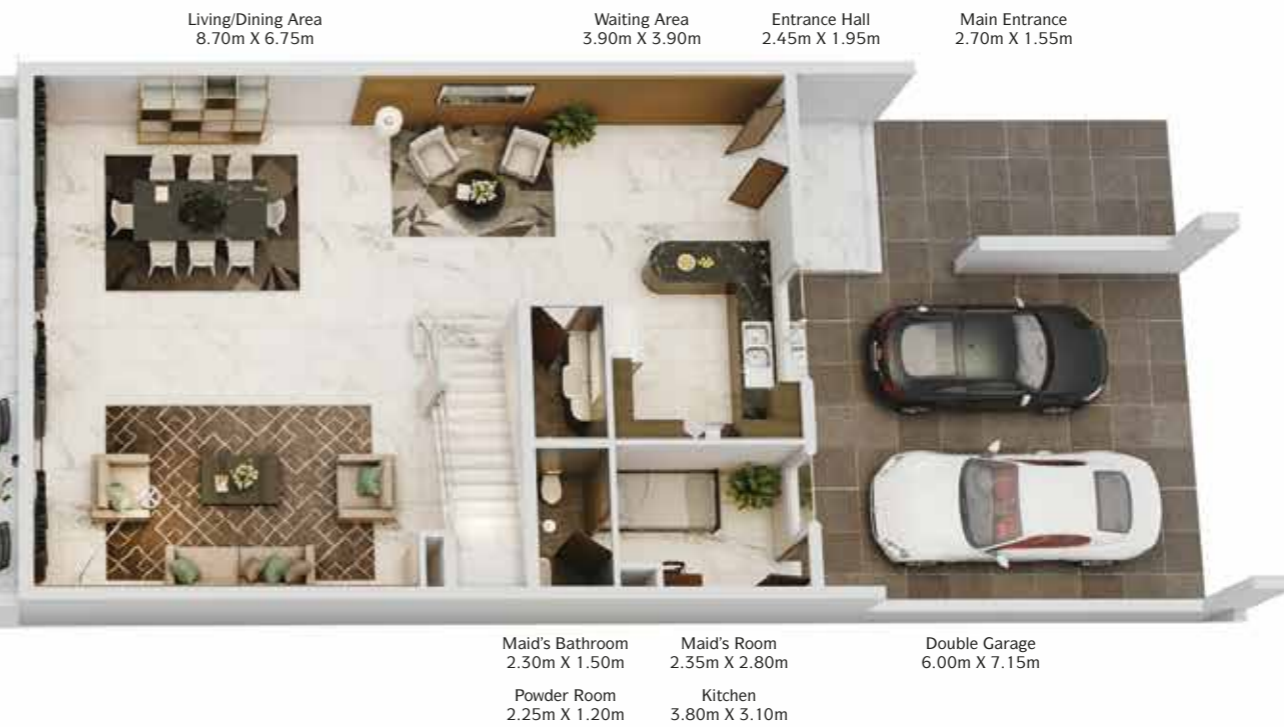 Living/Dining Area
8.70m X 6.75m
Waiting Area
3.90m X 3.90m
Entrance Hall
2.45m X 1.95m
Main Entrance
2.70m X 1.55m
Maid's Bathroom
2.30m X 1.50m
Maid's Room
2.35m X 2.80m
Double Garage
6.00m X 7.15m
Powder Room
2.25m X 1.20m
Kitchen
3.80m X 3.10m